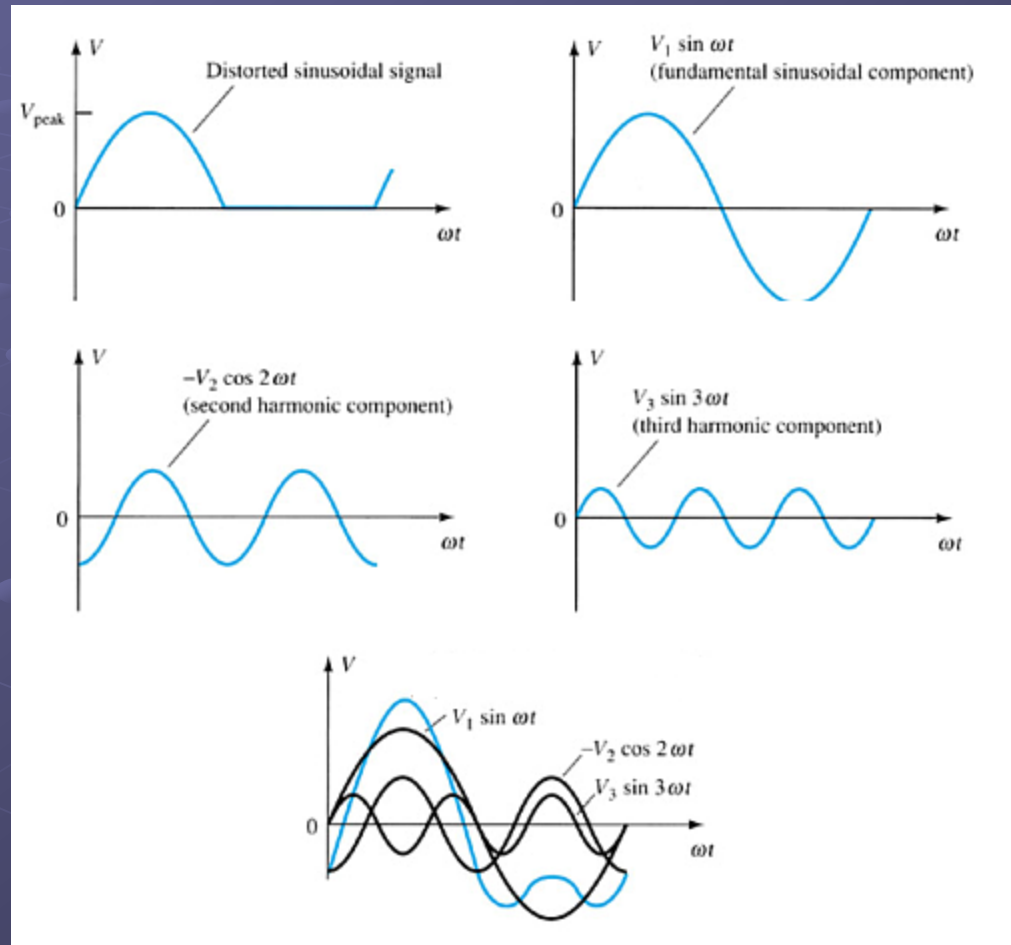 V
Distorted sinusoidal signal
V_peak
0
ωt
V
V₁ sin ωt
(fundamental sinusoidal component)
0
ωt
V
−V₂ cos 2ωt
(second harmonic component)
0
ωt
V
V₃ sin 3ωt
(third harmonic component)
0
ωt
V
V₁ sin ωt
−V₂ cos 2ωt
V₃ sin 3ωt
0
ωt